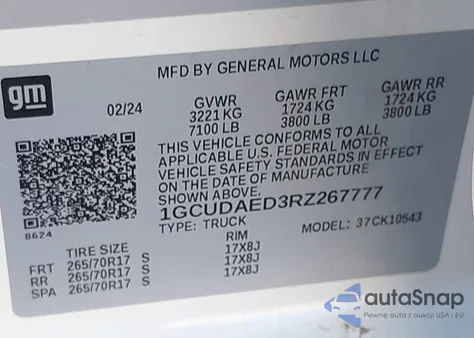 gm
MFD BY GENERAL MOTORS LLC
02/24
GVWR GAWR FRT GAWR RR
3221 KG 1724 KG 1724 KG
7100 LB 3800 LB 3800 LB
THIS VEHICLE CONFORMS TO ALL
APPLICABLE U.S. FEDERAL MOTOR
VEHICLE SAFETY STANDARDS IN EFFECT
ON THE DATE OF MANUFACTURE
SHOWN ABOVE.
1GCUDAED3RZ267777
TYPE: TRUCK MODEL: 37CK10543
8624
TIRE SIZE RIM
FRT 265/70R17 S 17X8J
RR 265/70R17 S 17X8J
SPA 265/70R17 S 17X8J
autaSnap
Pewne auta z aukcji USA i EU